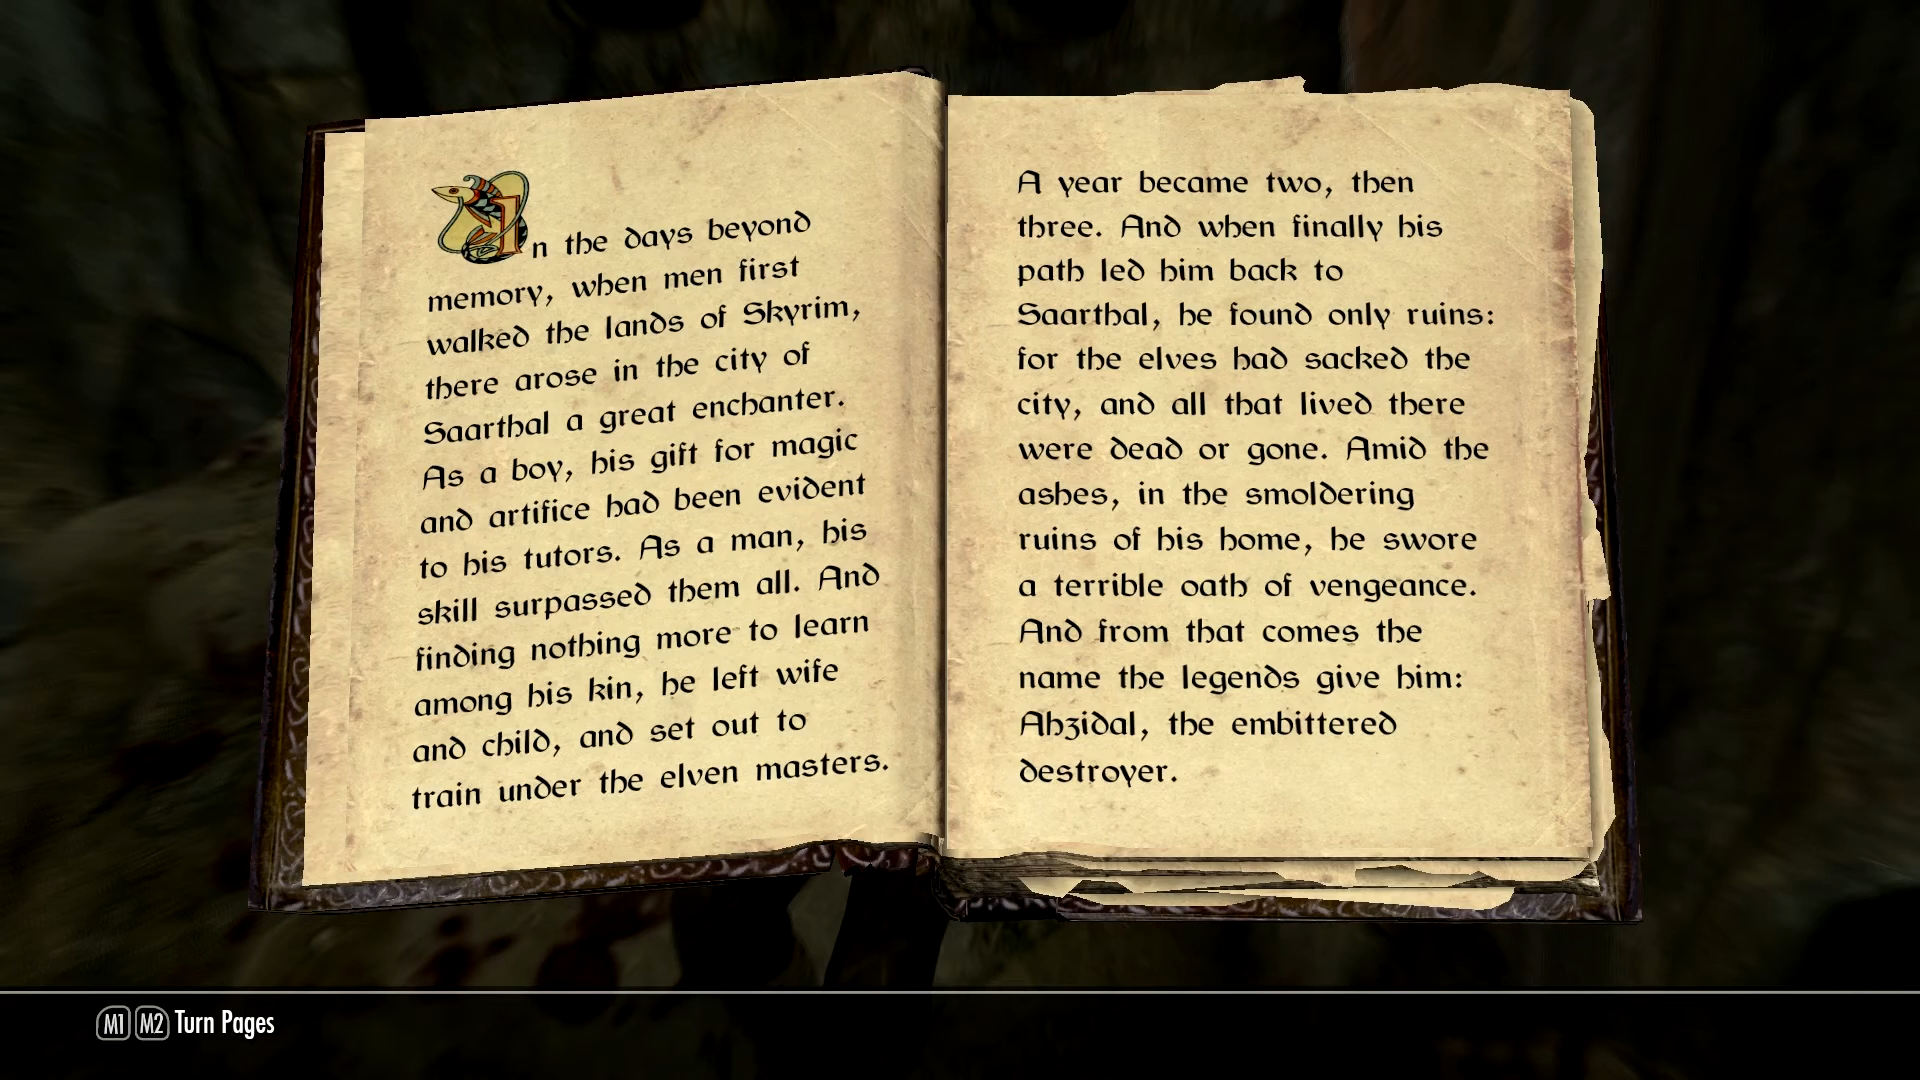 In the days beyond
memory, when men first
walked the lands of Skyrim,
there arose in the city of
Saarthal a great enchanter.
As a boy, his gift for magic
and artifice had been evident
to his tutors. As a man, his
skill surpassed them all. And
finding nothing more to learn
among his kin, he left wife
and child, and set out to
train under the elven masters.
A year became two, then
three. And when finally his
path led him back to
Saarthal, he found only ruins:
for the elves had sacked the
city, and all that lived there
were dead or gone. Amid the
ashes, in the smoldering
ruins of his home, he swore
a terrible oath of vengeance.
And from that comes the
name the legends give him:
Ahzidal, the embittered
destroyer.
M1 M2 Turn Pages